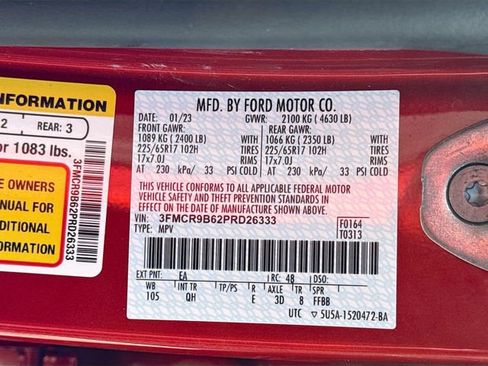 INFORMATION
2 REAR: 3
or 1083 lbs.
E OWNERS
ANUAL FOR
DITIONAL
ORMATION
3FMCR9B62PRD26333
MFD. BY FORD MOTOR CO.
DATE: 01/23 GVWR: 2100 KG ( 4630 LB)
FRONT GAWR: REAR GAWR:
1089 KG ( 2400 LB) WITH 1066 KG ( 2350 LB) WITH
225/65R17 102H TIRES 225/65R17 102H TIRES
17x7.0J RIMS 17x7.0J RIMS
AT 230 kPa/ 33 PSI COLD AT 230 kPa/ 33 PSI COLD
THIS VEHICLE CONFORMS TO ALL APPLICABLE FEDERAL MOTOR
VEHICLE SAFETY AND THEFT PREVENTION STANDARDS IN
EFFECT ON THE DATE OF MANUFACTURE SHOWN ABOVE.
VIN: 3FMCR9B62PRD26333 F0164
TYPE: MPV T0313
EXT PNT: EA RC: 48 DSO:
WB INT TR TP/PS R AXLE TR SPR
105 QH E 3D 8 FFBB
UTC 5USA-1520472-BA